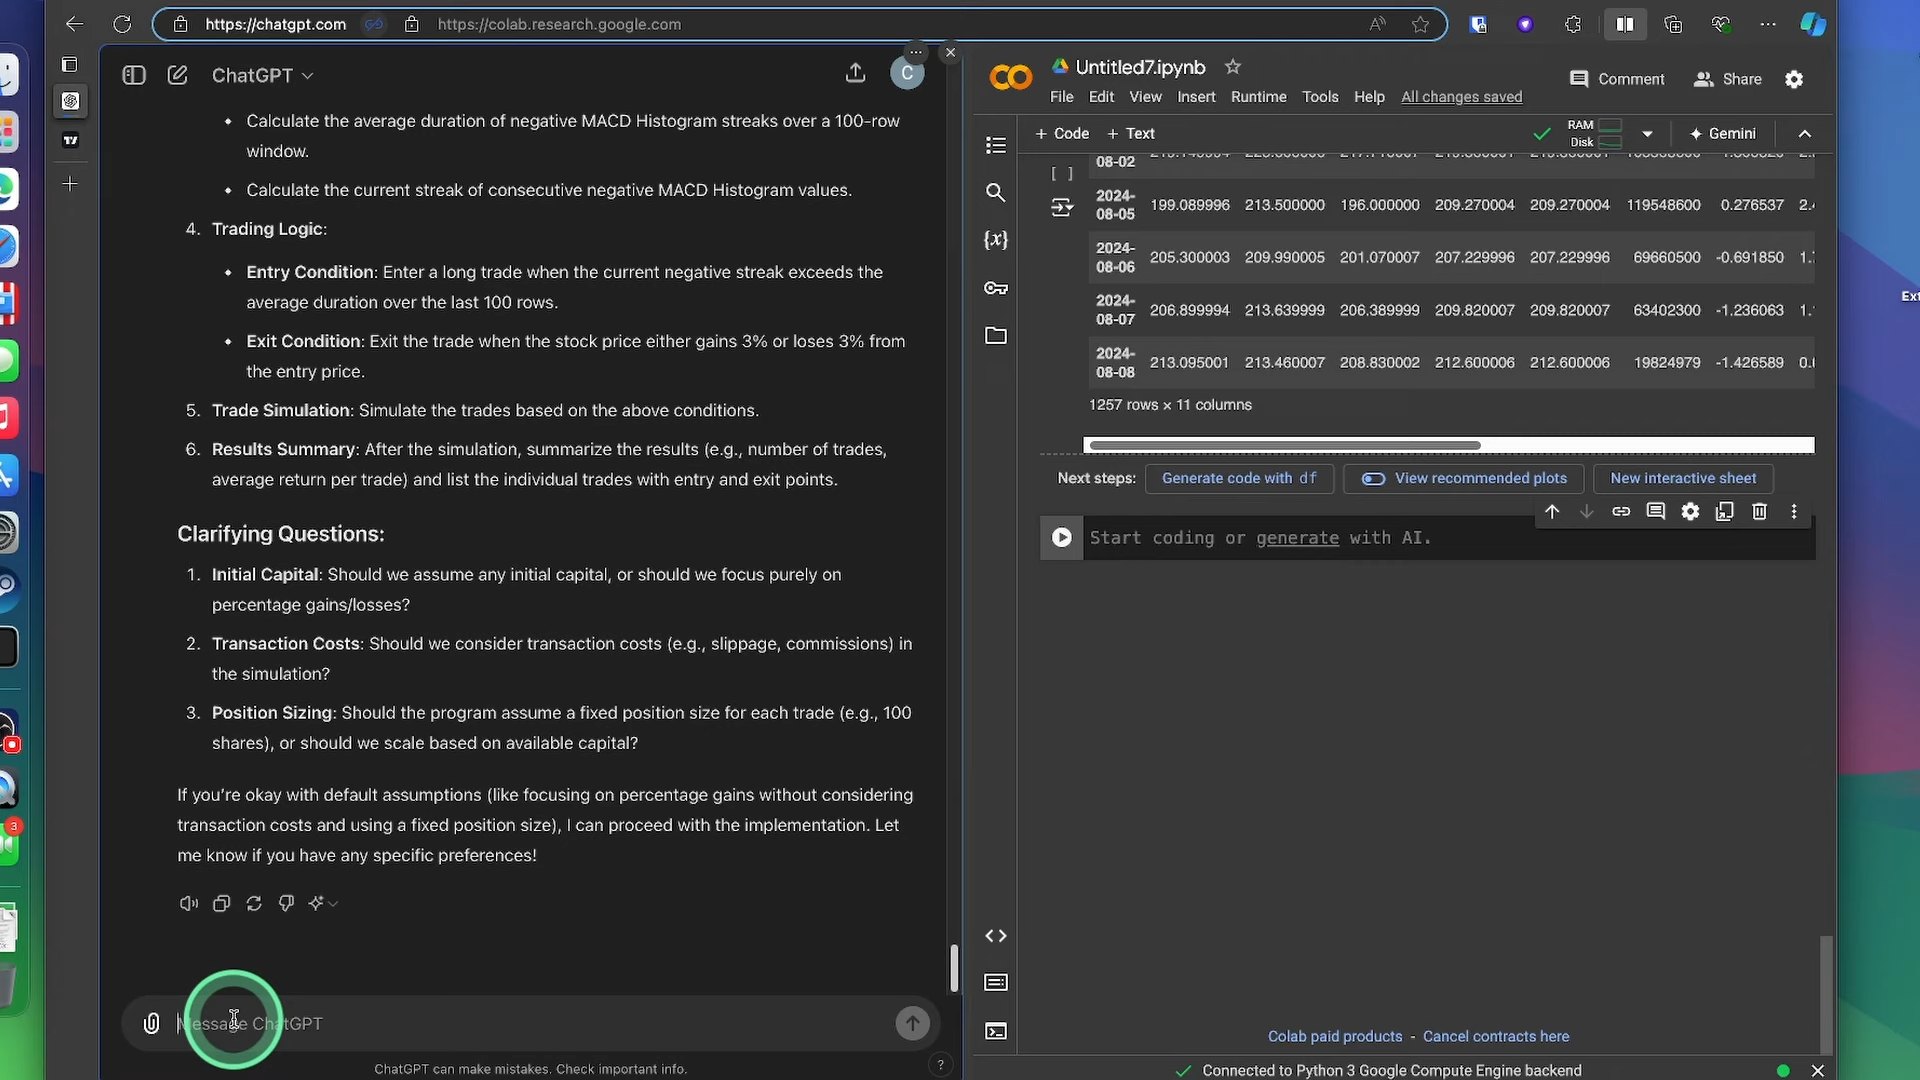 https://chatgpt.com https://colab.research.google.com
ChatGPT
C
• Calculate the average duration of negative MACD Histogram streaks over a 100-row
window.
• Calculate the current streak of consecutive negative MACD Histogram values.
4. Trading Logic:
• Entry Condition: Enter a long trade when the current negative streak exceeds the
average duration over the last 100 rows.
• Exit Condition: Exit the trade when the stock price either gains 3% or loses 3% from
the entry price.
5. Trade Simulation: Simulate the trades based on the above conditions.
6. Results Summary: After the simulation, summarize the results (e.g., number of trades,
average return per trade) and list the individual trades with entry and exit points.
Clarifying Questions:
1. Initial Capital: Should we assume any initial capital, or should we focus purely on
percentage gains/losses?
2. Transaction Costs: Should we consider transaction costs (e.g., slippage, commissions) in
the simulation?
3. Position Sizing: Should the program assume a fixed position size for each trade (e.g., 100
shares), or should we scale based on available capital?
If you're okay with default assumptions (like focusing on percentage gains without considering
transaction costs and using a fixed position size), I can proceed with the implementation. Let
me know if you have any specific preferences!
Message ChatGPT
ChatGPT can make mistakes. Check important info.
?
CO Untitled7.ipynb
Comment Share
File Edit View Insert Runtime Tools Help All changes saved
+ Code + Text
RAM
Disk
Gemini
[ ]
08-02
2024-
08-05 199.089996 213.500000 196.000000 209.270004 209.270004 119548600 0.276537 2.4
2024-
08-06 205.300003 209.990005 201.070007 207.229996 207.229996 69660500 -0.691850 1.
2024-
08-07 206.899994 213.639999 206.389999 209.820007 209.820007 63402300 -1.236063 1.
2024-
08-08 213.095001 213.460007 208.830002 212.600006 212.600006 19824979 -1.426589 0.
1257 rows × 11 columns
Next steps: Generate code with df View recommended plots New interactive sheet
Start coding or generate with AI.
{x}
Colab paid products - Cancel contracts here
Connected to Python 3 Google Compute Engine backend
3
Ext